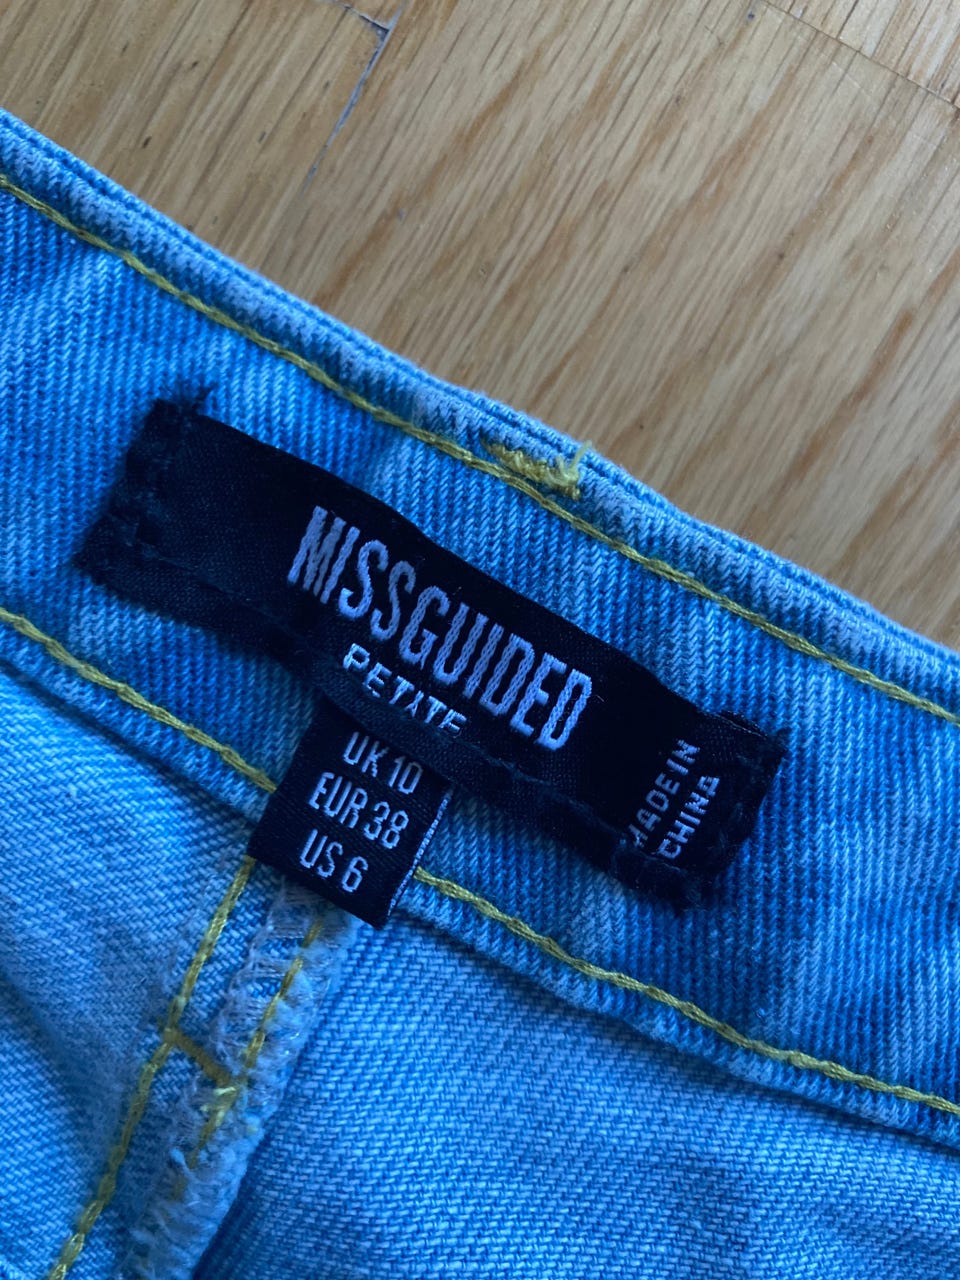 MISSGUIDED
PETITE
UK 10
EUR 38
US 6
MADE IN
CHINA